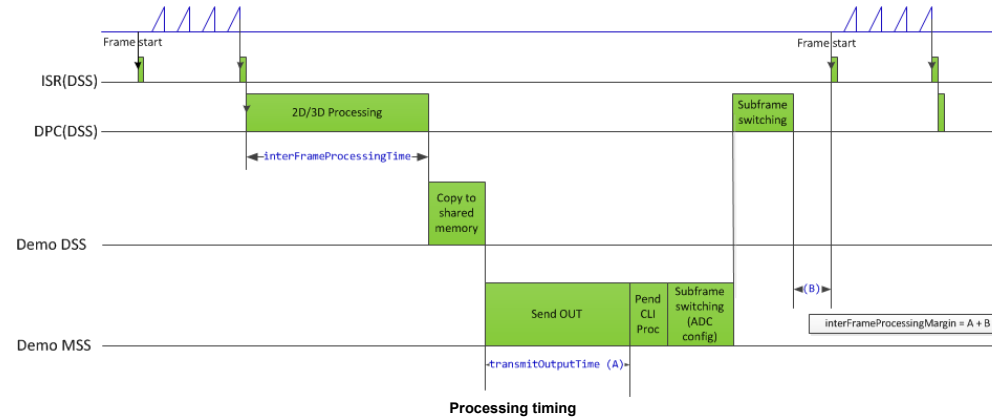 Frame start
Frame start
ISR(DSS)
2D/3D Processing
Subframe
switching
DPC(DSS)
interFrameProcessingTime
Copy to
shared
memory
Demo DSS
(B)
Send OUT
Pend
CLI
Proc
Subframe
switching
(ADC
config)
interFrameProcessingMargin = A + B
Demo MSS
transmitOutputTime (A)
Processing timing